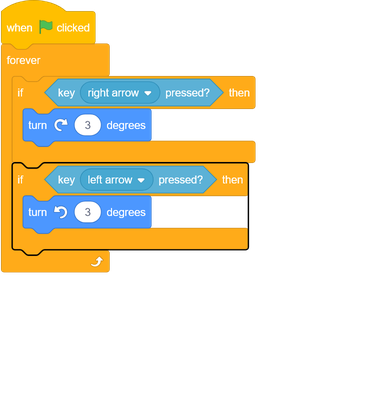 when clicked
forever
if key right arrow pressed? then
turn 3 degrees
if key left arrow pressed? then
turn 3 degrees